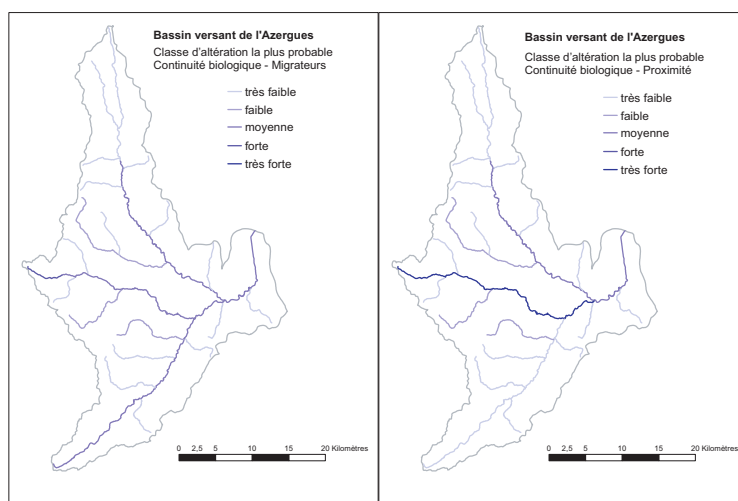 Bassin versant de l'Azergues
Classe d'altération la plus probable
Continuité biologique - Migrateurs
très faible
faible
moyenne
forte
très forte
0 2,5 5 10 15 20 Kilomètres
Bassin versant de l'Azergues
Classe d'altération la plus probable
Continuité biologique - Proximité
très faible
faible
moyenne
forte
très forte
0 2,5 5 10 15 20 Kilomètres